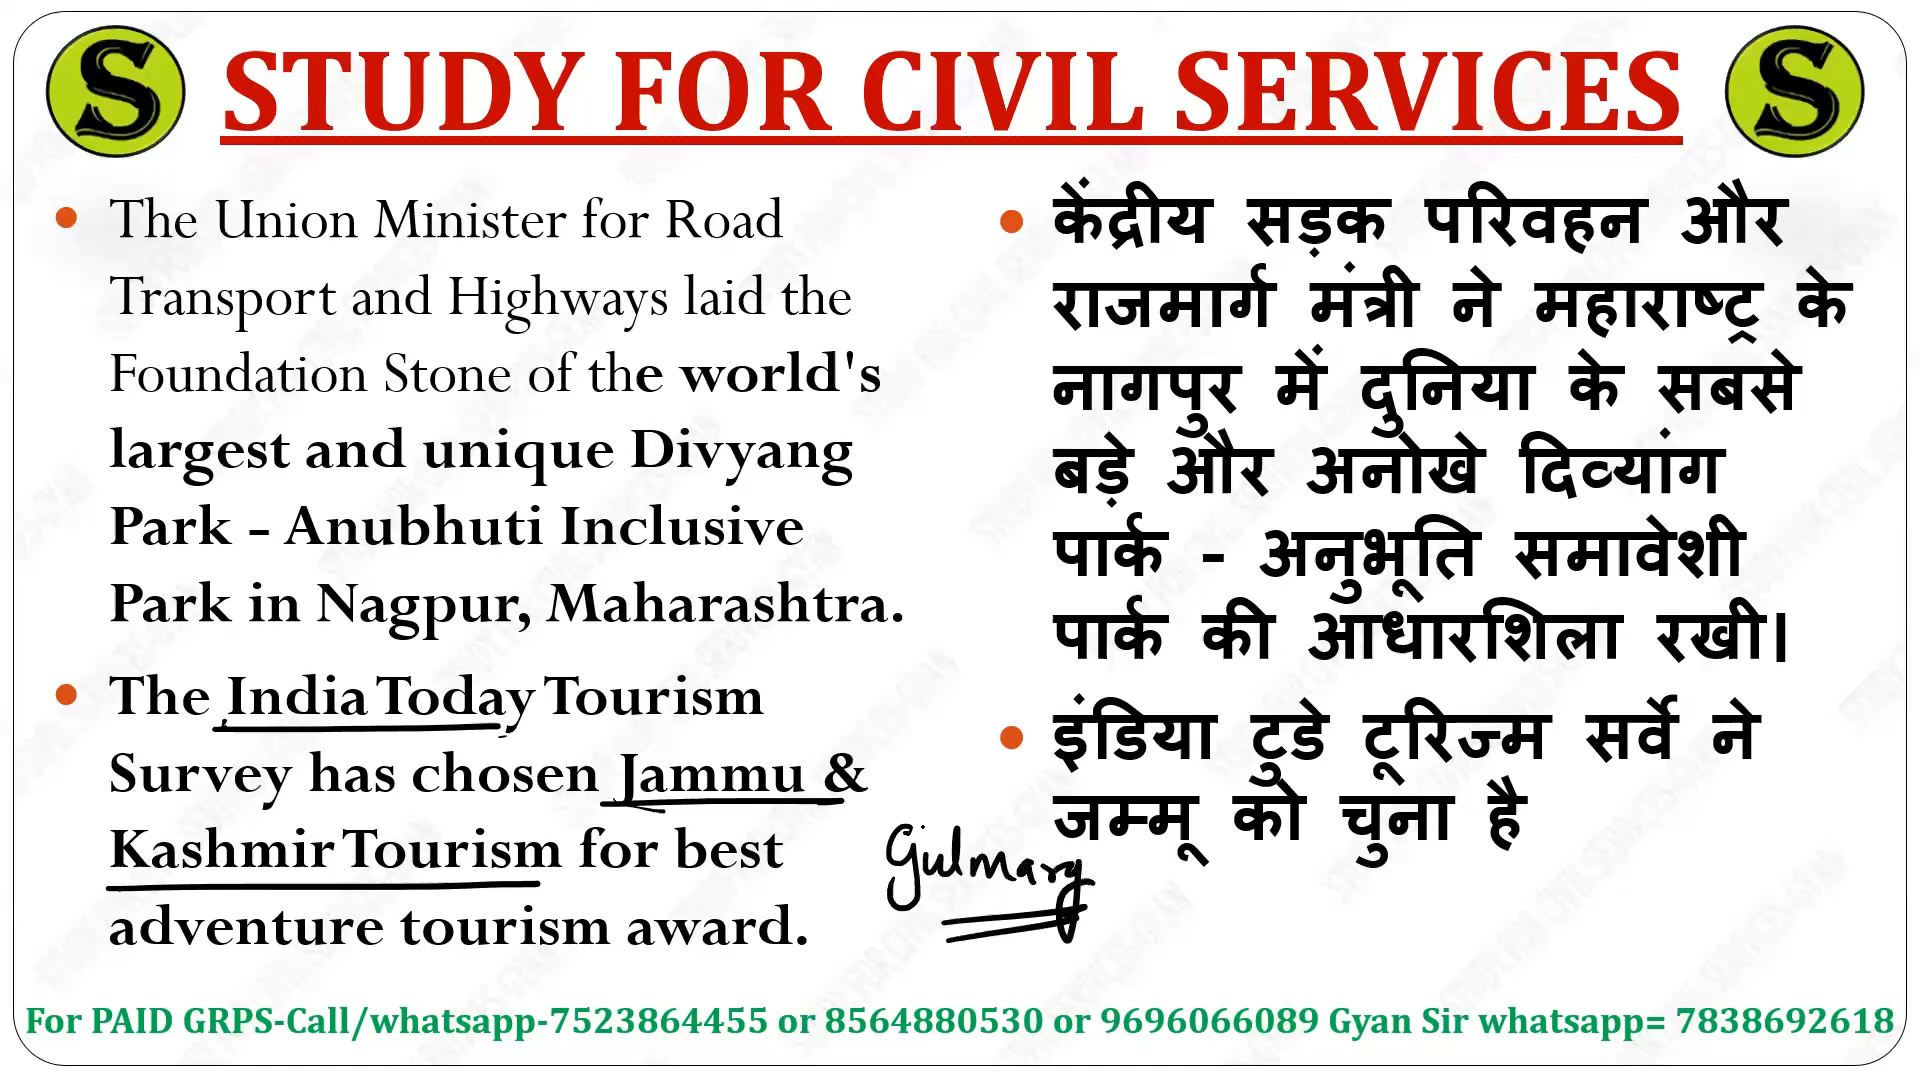 S STUDY FOR CIVIL SERVICES S
• The Union Minister for Road
Transport and Highways laid the
Foundation Stone of the world's
largest and unique Divyang
Park - Anubhuti Inclusive
Park in Nagpur, Maharashtra.
• The India Today Tourism
Survey has chosen Jammu &
Kashmir Tourism for best
adventure tourism award.
Gulmarg
• केंद्रीय सड़क परिवहन और
राजमार्ग मंत्री ने महाराष्ट्र के
नागपुर में दुनिया के सबसे
बड़े और अनोखे दिव्यांग
पार्क - अनुभूति समावेशी
पार्क की आधारशिला रखी।
• इंडिया टुडे टूरिज्म सर्वे ने
जम्मू को चुना है
For PAID GRPS-Call/whatsapp-7523864455 or 8564880530 or 9696066089 Gyan Sir whatsapp= 7838692618